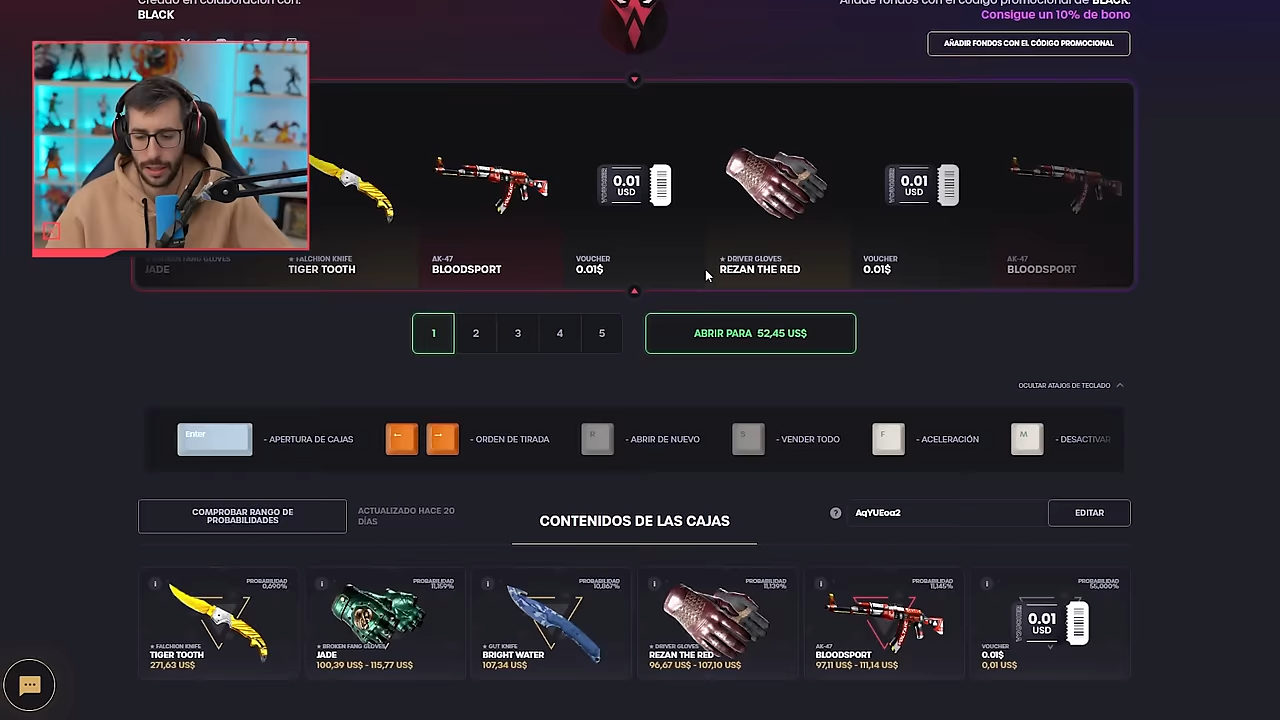 Creado en colaboración con:
BLACK
Añade fondos con el código promocional de BLACK.
Consigue un 10% de bono
AÑADIR FONDOS CON EL CÓDIGO PROMOCIONAL
0.01
USD
0.01
USD
JADE
★ FALCHION KNIFE
TIGER TOOTH
AK-47
BLOODSPORT
VOUCHER
0.01$
★ DRIVER GLOVES
REZAN THE RED
VOUCHER
0.01$
AK-47
BLOODSPORT
1
2
3
4
5
ABRIR PARA 52,45 US$
OCULTAR ATAJOS DE TECLADO
Enter
- APERTURA DE CAJAS
← →
- ORDEN DE TIRADA
R
- ABRIR DE NUEVO
S
- VENDER TODO
F
- ACELERACIÓN
M
- DESACTIVAR
COMPROBAR RANGO DE
PROBABILIDADES
ACTUALIZADO HACE 20
DÍAS
CONTENIDOS DE LAS CAJAS
?
AqYUEoa2
EDITAR
i
PROBABILIDAD
0,690%
★ FALCHION KNIFE
TIGER TOOTH
271,63 US$
i
PROBABILIDAD
11,159%
★ BROKEN FANG GLOVES
JADE
100,39 US$ - 115,77 US$
i
PROBABILIDAD
10,867%
★ GUT KNIFE
BRIGHT WATER
107,34 US$
i
PROBABILIDAD
11,139%
★ DRIVER GLOVES
REZAN THE RED
96,67 US$ - 107,10 US$
i
PROBABILIDAD
11,145%
AK-47
BLOODSPORT
97,11 US$ - 111,14 US$
i
PROBABILIDAD
55,000%
0.01
USD
VOUCHER
0.01$
0,01 US$